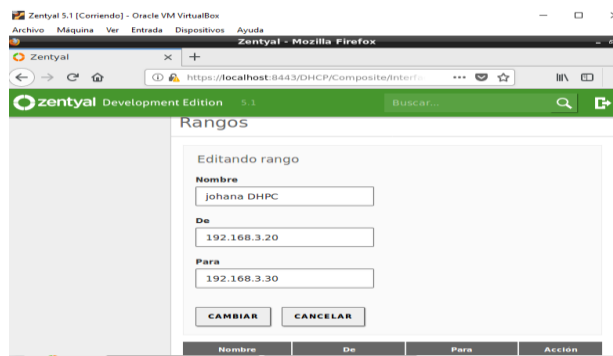 Zentyal 5.1 [Corriendo] - Oracle VM VirtualBox
Archivo Máquina Ver Entrada Dispositivos Ayuda
Zentyal - Mozilla Firefox
Zentyal
https://localhost:8443/DHCP/Composite/Interfa
zentyal Development Edition 5.1 Buscar...
Rangos
Editando rango
Nombre
johana DHPC
De
192.168.3.20
Para
192.168.3.30
CAMBIAR CANCELAR
Nombre De Para Acción